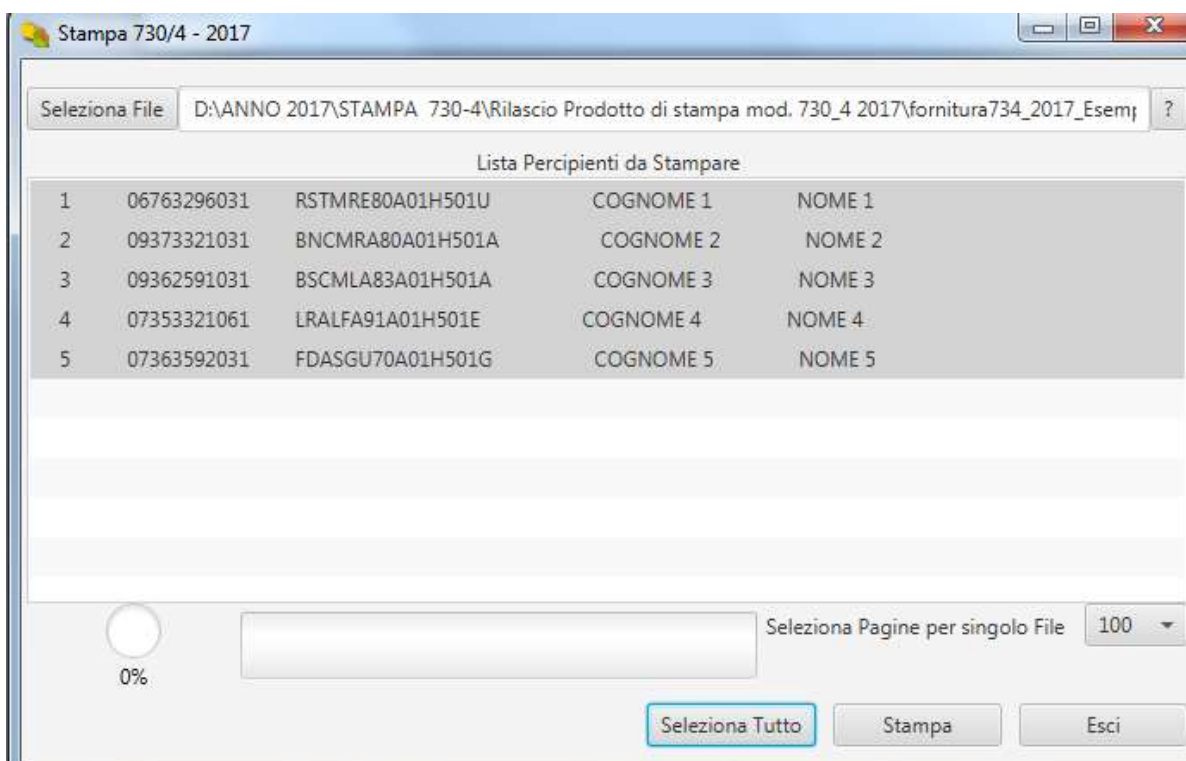 Stampa 730/4 - 2017
Seleziona File D:\ANNO 2017\STAMPA 730-4\Rilascio Prodotto di stampa mod. 730_4 2017\fornitura734_2017_Esemp ?
Lista Percipienti da Stampare
1 06763296031 RSTMRE80A01H501U COGNOME 1 NOME 1
2 09373321031 BNCMRA80A01H501A COGNOME 2 NOME 2
3 09362591031 BSCMLA83A01H501A COGNOME 3 NOME 3
4 07353321061 LRALFA91A01H501E COGNOME 4 NOME 4
5 07363592031 FDASGU70A01H501G COGNOME 5 NOME 5
Seleziona Pagine per singolo File 100
0%
Seleziona Tutto Stampa Esci